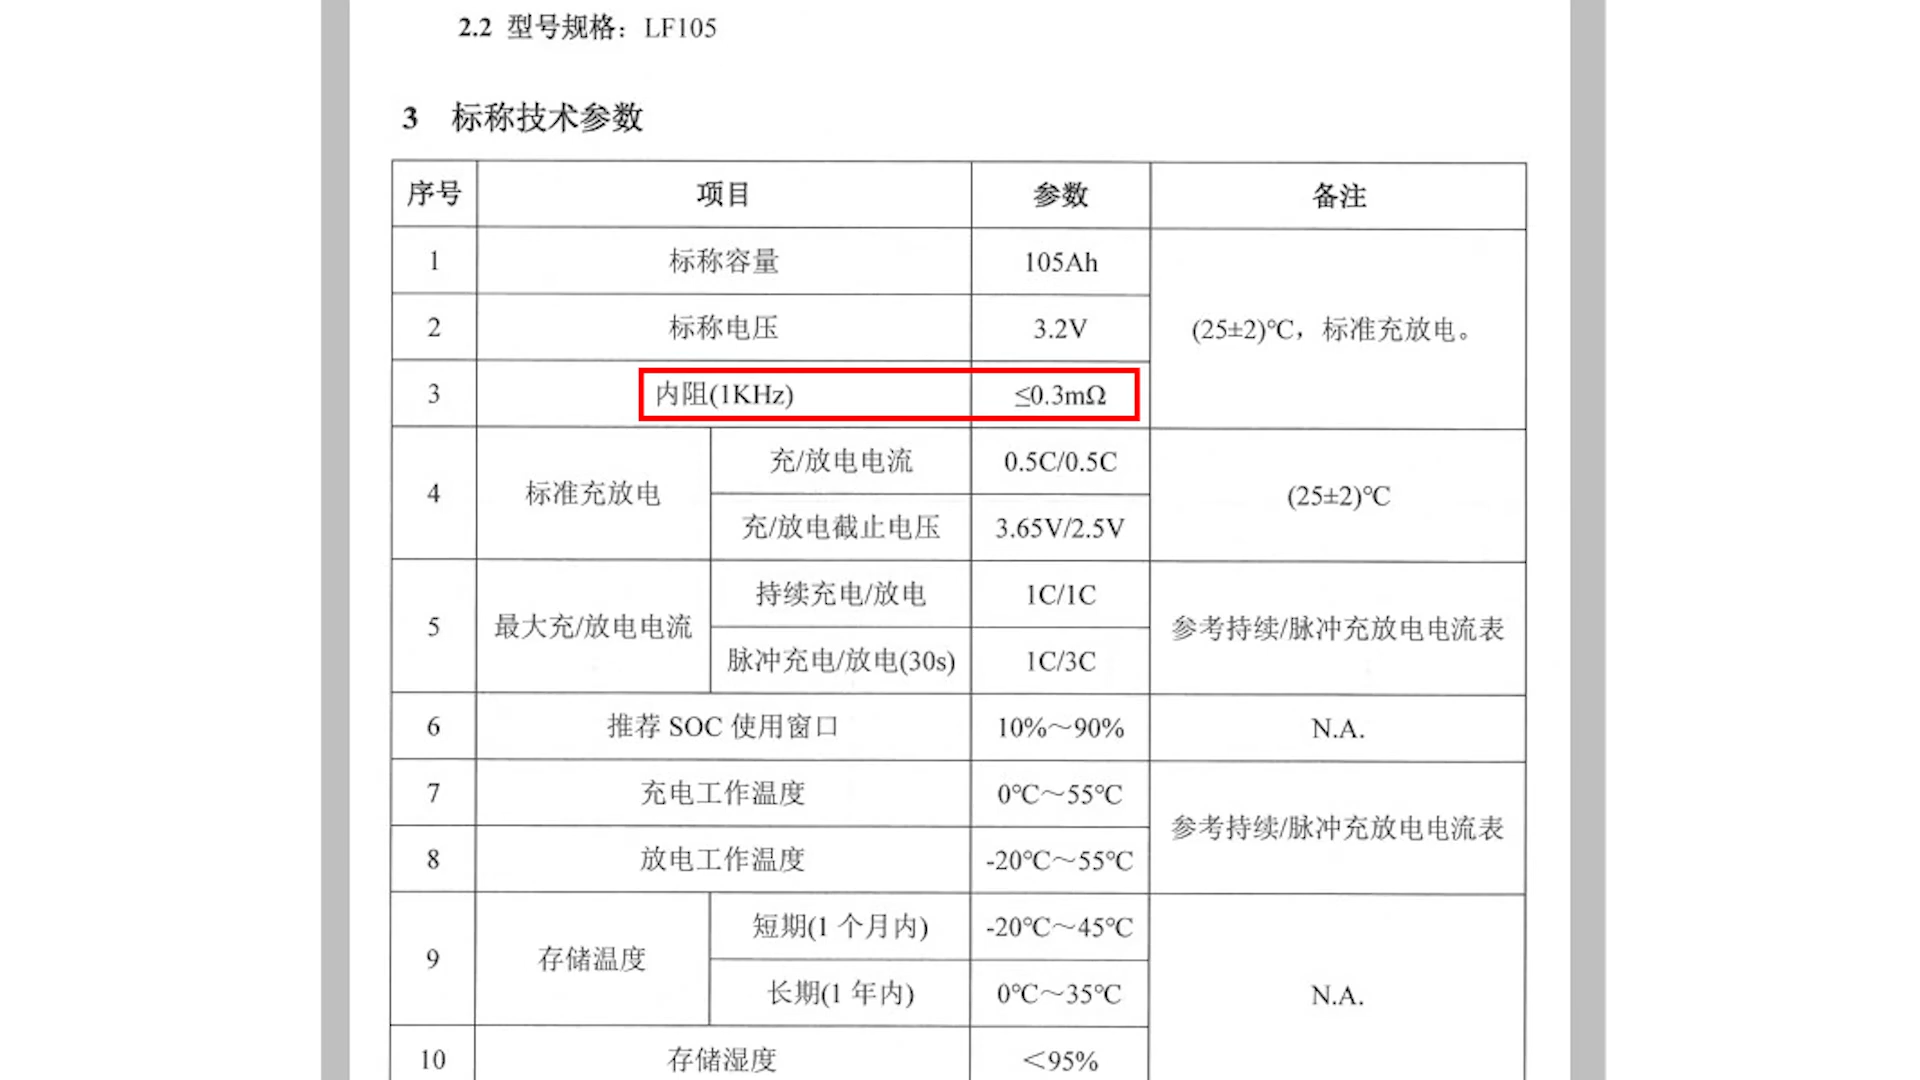 2.2 型号规格：LF105
3 标称技术参数
序号 项目 参数 备注
1 标称容量 105Ah
2 标称电压 3.2V
(25±2)℃，标准充放电。
3 内阻(1KHz) ≤0.3mΩ
4 标准充放电
充/放电电流 0.5C/0.5C
充/放电截止电压 3.65V/2.5V
(25±2)℃
5 最大充/放电电流
持续充电/放电 1C/1C
脉冲充电/放电(30s) 1C/3C
参考持续/脉冲充放电电流表
6 推荐 SOC 使用窗口 10%～90% N.A.
7 充电工作温度 0℃～55℃
8 放电工作温度 -20℃～55℃
参考持续/脉冲充放电电流表
9 存储温度
短期(1 个月内) -20℃～45℃
长期(1 年内) 0℃～35℃
N.A.
10 存储湿度 ＜95%